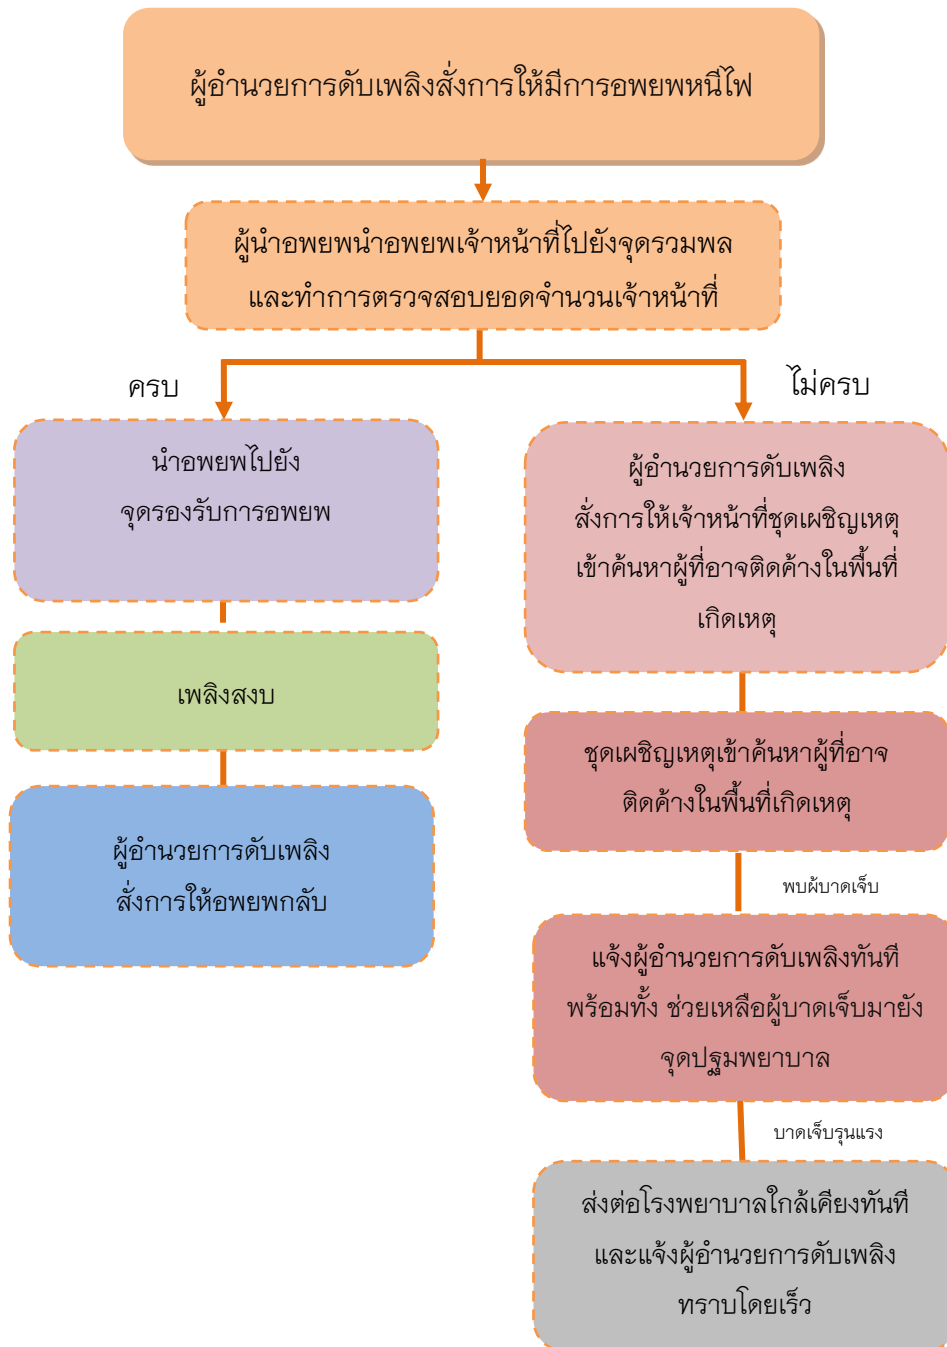 ผู้อำนวยการดับเพลิงสั่งการให้มีการอพยพหนีไฟ
ผู้นำอพยพนำอพยพเจ้าหน้าที่ไปยังจุดรวมพล
และทำการตรวจสอบยอดจำนวนเจ้าหน้าที่
ครบ
ไม่ครบ
นำอพยพไปยัง
จุดรองรับการอพยพ
เพลิงสงบ
ผู้อำนวยการดับเพลิง
สั่งการให้อพยพกลับ
ผู้อำนวยการดับเพลิง
สั่งการให้เจ้าหน้าที่ชุดเผชิญเหตุ
เข้าค้นหาผู้ที่อาจติดค้างในพื้นที่
เกิดเหตุ
ชุดเผชิญเหตุเข้าค้นหาผู้ที่อาจ
ติดค้างในพื้นที่เกิดเหตุ
พบผู้บาดเจ็บ
แจ้งผู้อำนวยการดับเพลิงทันที
พร้อมทั้ง ช่วยเหลือผู้บาดเจ็บมายัง
จุดปฐมพยาบาล
บาดเจ็บรุนแรง
ส่งต่อโรงพยาบาลใกล้เคียงทันที
และแจ้งผู้อำนวยการดับเพลิง
ทราบโดยเร็ว